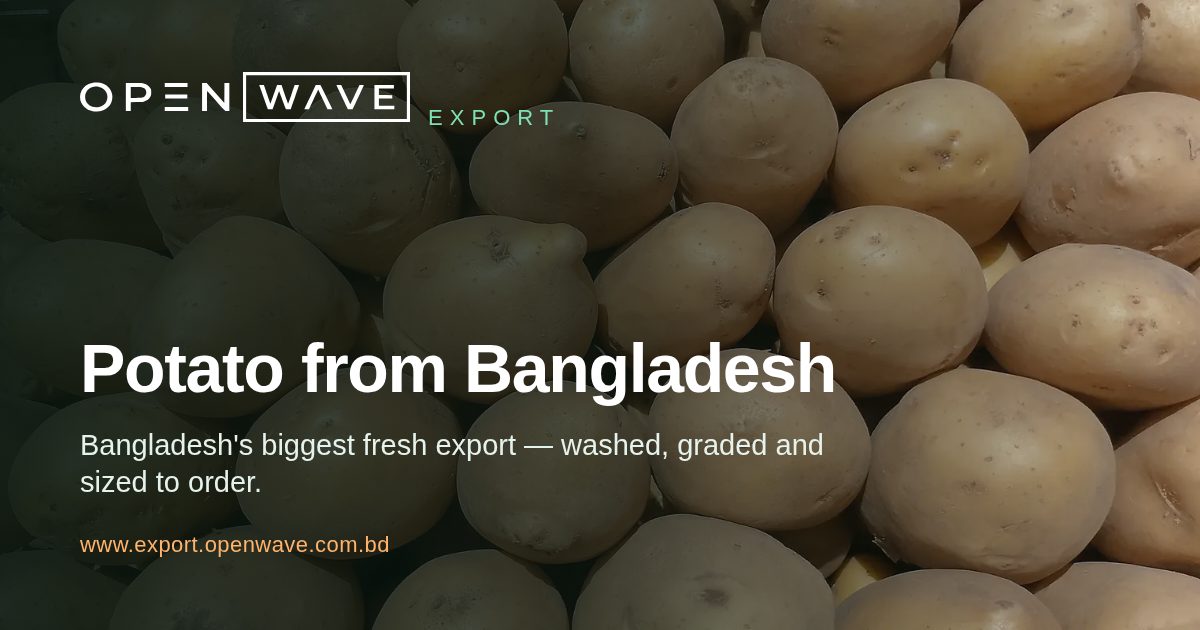 OPEN WAVE EXPORT
Potato from Bangladesh
Bangladesh's biggest fresh export — washed, graded and
sized to order.
www.export.openwave.com.bd